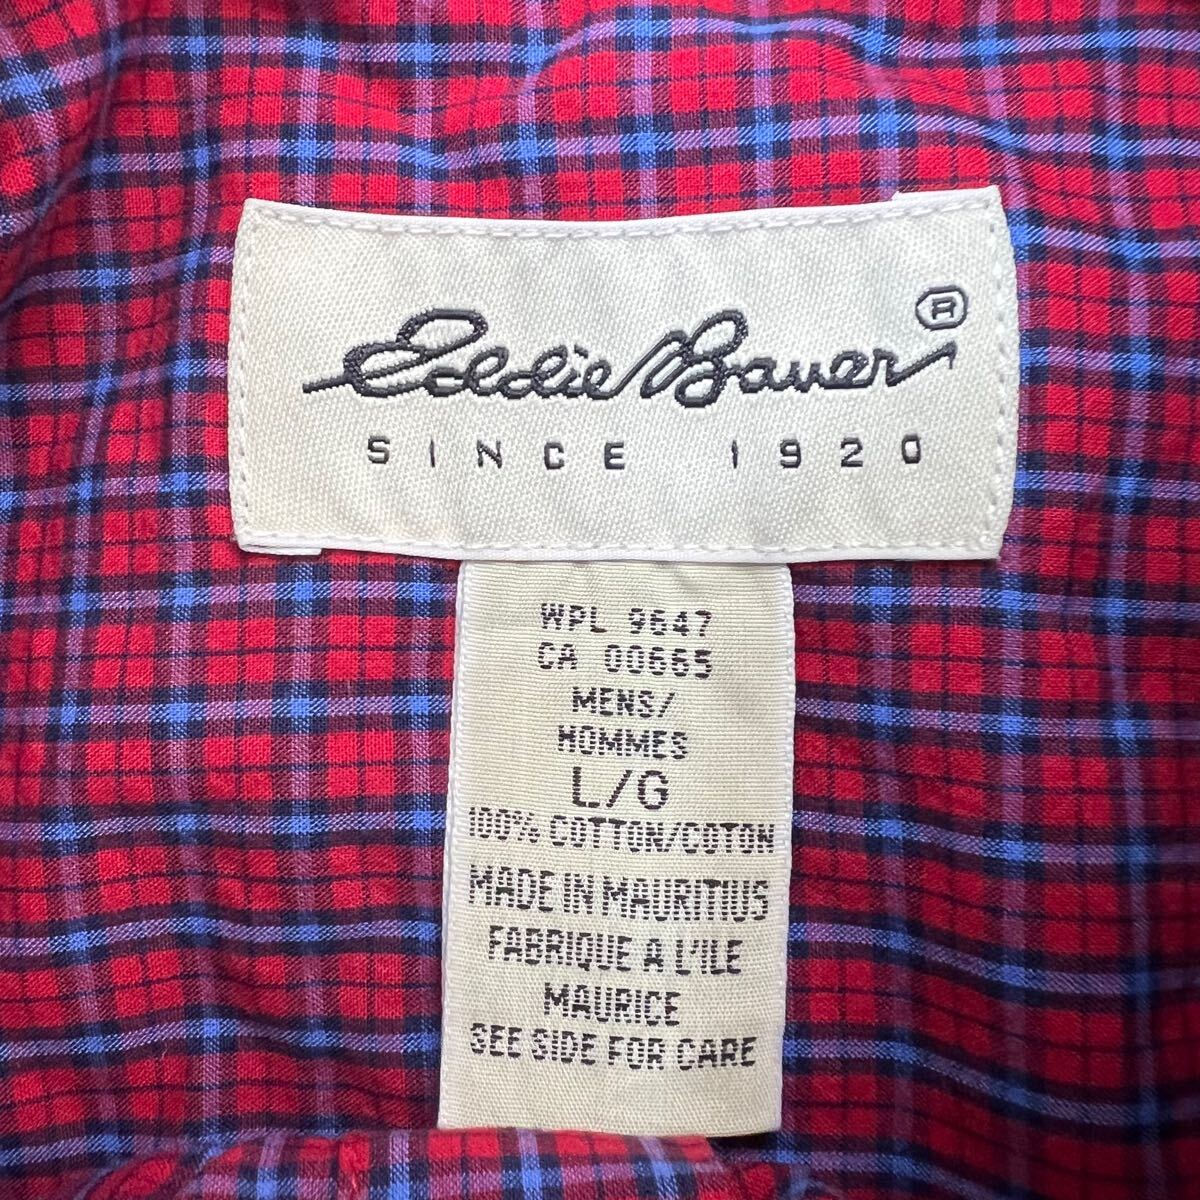 Eddie Bauer ®
SINCE 1920
WPL 9647
CA 00665
MENS/
HOMMES
L/G
100% COTTON/COTON
MADE IN MAURITIUS
FABRIQUE A L'ILE
MAURICE
SEE SIDE FOR CARE